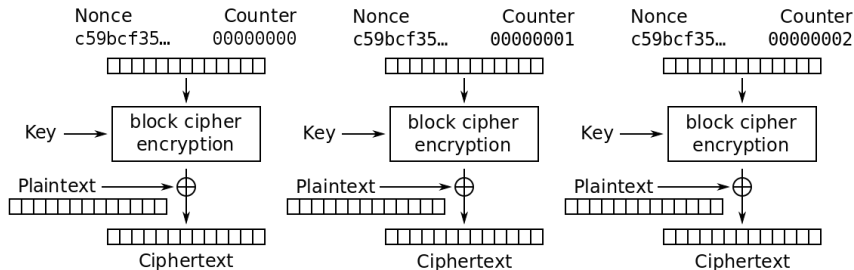 Nonce Counter Nonce Counter Nonce Counter
c59bcf35… 00000000 c59bcf35… 00000001 c59bcf35… 00000002
block cipher block cipher block cipher
Key Key Key
encryption encryption encryption
Plaintext Plaintext Plaintext
Ciphertext Ciphertext Ciphertext